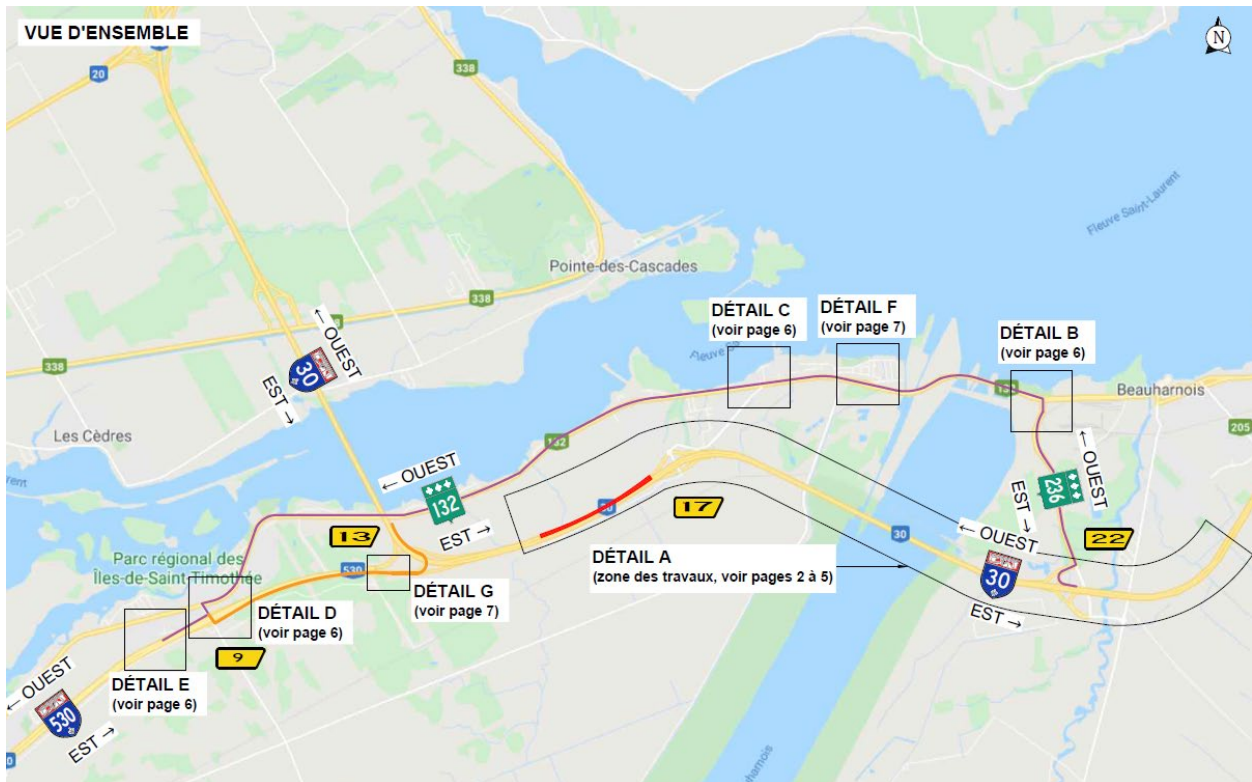 VUE D'ENSEMBLE
N
20
338
338
338
338
Pointe-des-Cascades
Fleuve Saint-Laurent
← OUEST
30
EST →
DÉTAIL C
(voir page 6)
DÉTAIL F
(voir page 7)
DÉTAIL B
(voir page 6)
Beauharnois
205
Les Cèdres
132
← OUEST
132
EST →
← OUEST
236
EST →
13
17
30
22
← OUEST
30
EST →
DÉTAIL A
(zone des travaux, voir pages 2 à 5)
Parc régional des
Îles-de-Saint-Timothée
530
DÉTAIL G
(voir page 7)
DÉTAIL D
(voir page 6)
9
DÉTAIL E
(voir page 6)
← OUEST
530
EST →